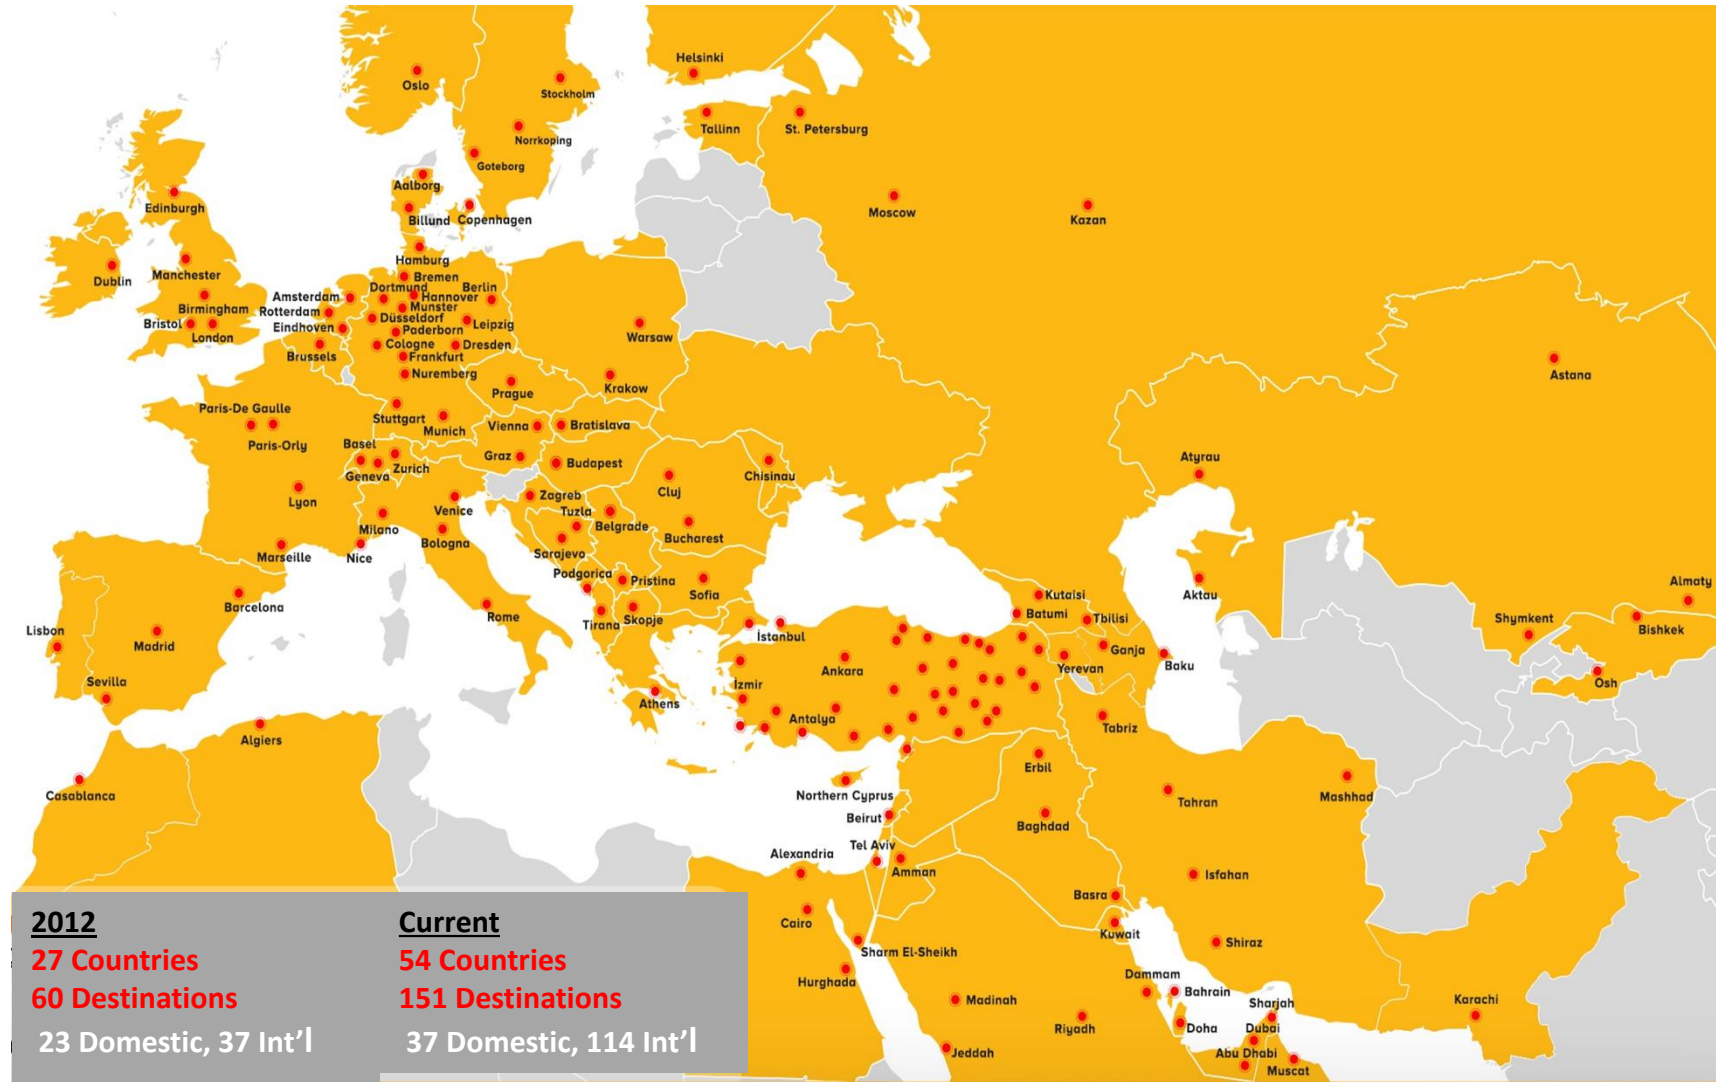 Helsinki
Oslo
Stockholm
Tallinn
St. Petersburg
Norrkoping
Goteborg
Aalborg
Moscow
Kazan
Edinburgh
Billund
Copenhagen
Hamburg
Dublin
Manchester
Bremen
Dortmund
Berlin
Amsterdam
Hannover
Birmingham
Rotterdam
Munster
Bristol
Eindhoven
Düsseldorf
Leipzig
London
Paderborn
Warsaw
Brussels
Cologne
Dresden
Frankfurt
Nuremberg
Astana
Prague
Krakow
Paris-De Gaulle
Stuttgart
Munich
Vienna
Bratislava
Paris-Orly
Basel
Graz
Budapest
Atyrau
Geneva
Zurich
Chisinau
Cluj
Lyon
Zagreb
Venice
Tuzla
Milano
Belgrade
Bologna
Bucharest
Marseille
Nice
Sarajevo
Podgorica
Pristina
Sofia
Kutaisi
Aktau
Almaty
Barcelona
Rome
Tirana
Skopje
Batumi
Tbilisi
Shymkent
Lisbon
Madrid
İstanbul
Bishkek
Ankara
Ganja
Yerevan
Baku
Sevilla
İzmir
Osh
Athens
Antalya
Tabriz
Algiers
Erbil
Casablanca
Northern Cyprus
Tahran
Mashhad
Beirut
Baghdad
Tel Aviv
Alexandria
Amman
Isfahan
Basra
Cairo
Kuwait
Sharm El-Sheikh
Shiraz
Hurghada
Dammam
Madinah
Bahrain
Sharjah
Karachi
Riyadh
Doha
Dubai
Jeddah
Abu Dhabi
Muscat
2012
27 Countries
60 Destinations
23 Domestic, 37 Int’l
Current
54 Countries
151 Destinations
37 Domestic, 114 Int’l